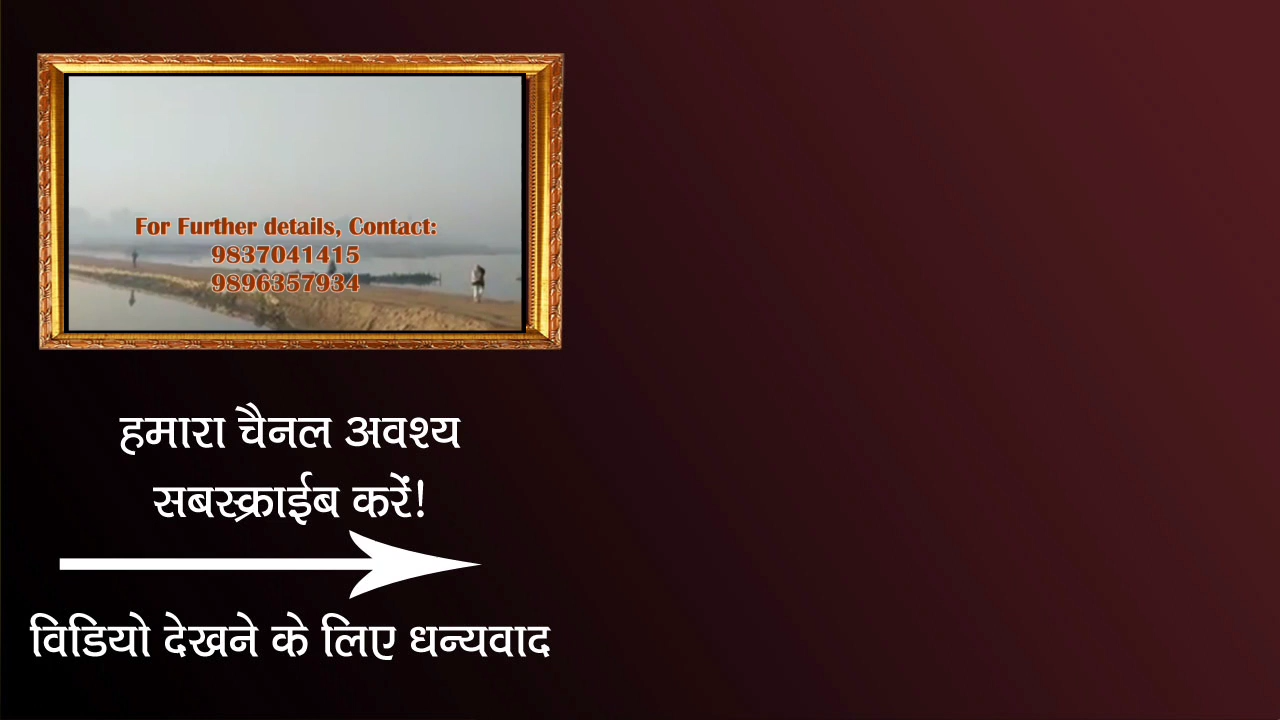 For Further details, Contact:
9837041415
9896357934
हमारा चैनल अवश्य
सबस्क्राईब करें!
विडियो देखने के लिए धन्यवाद